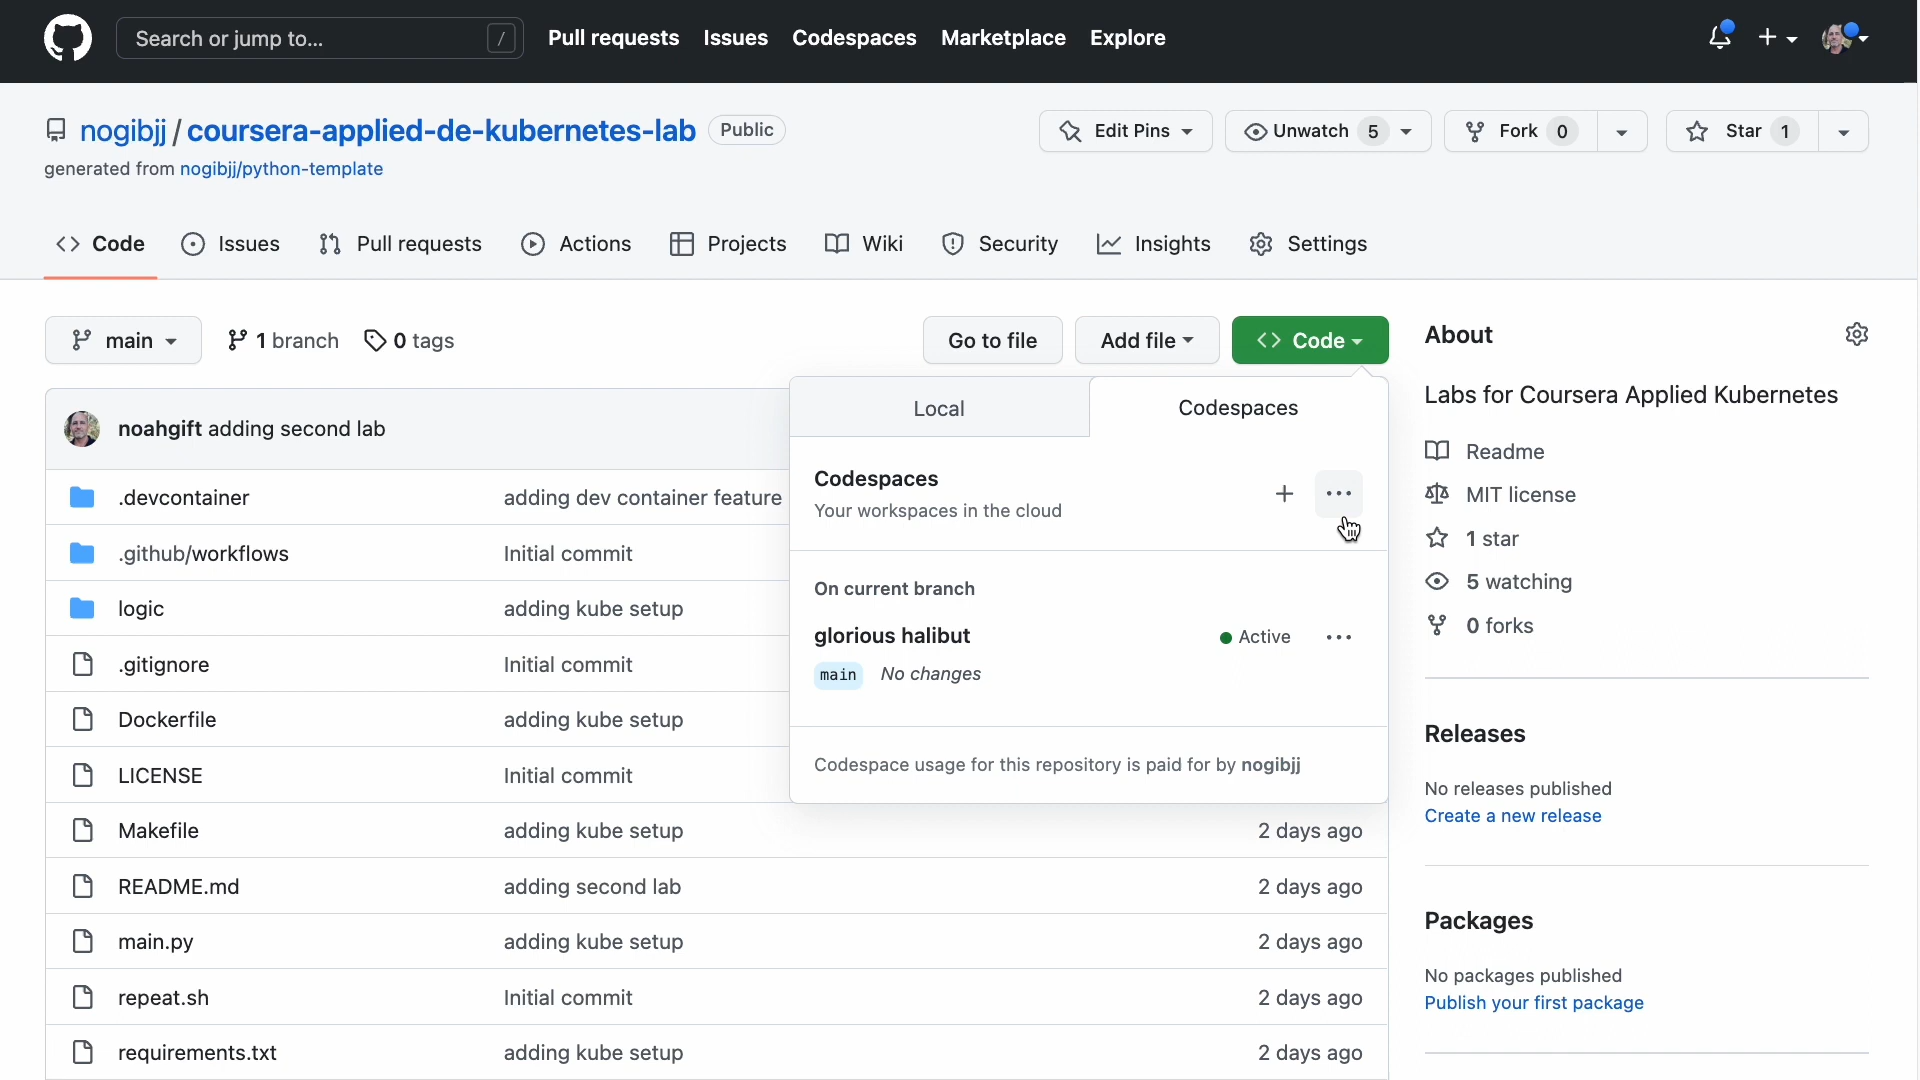 Search or jump to... /
Pull requests Issues Codespaces Marketplace Explore
nogibjj / coursera-applied-de-kubernetes-lab Public
generated from nogibjj/python-template
Edit Pins Unwatch 5 Fork 0 Star 1
Code Issues Pull requests Actions Projects Wiki Security Insights Settings
main 1 branch 0 tags
Go to file Add file Code
noahgift adding second lab
.devcontainer adding dev container feature
.github/workflows Initial commit
logic adding kube setup
.gitignore Initial commit
Dockerfile adding kube setup
LICENSE Initial commit
Makefile adding kube setup 2 days ago
README.md adding second lab 2 days ago
main.py adding kube setup 2 days ago
repeat.sh Initial commit 2 days ago
requirements.txt adding kube setup 2 days ago
Local Codespaces
Codespaces
Your workspaces in the cloud
On current branch
glorious halibut Active
main No changes
Codespace usage for this repository is paid for by nogibjj
About
Labs for Coursera Applied Kubernetes
Readme
MIT license
1 star
5 watching
0 forks
Releases
No releases published
Create a new release
Packages
No packages published
Publish your first package